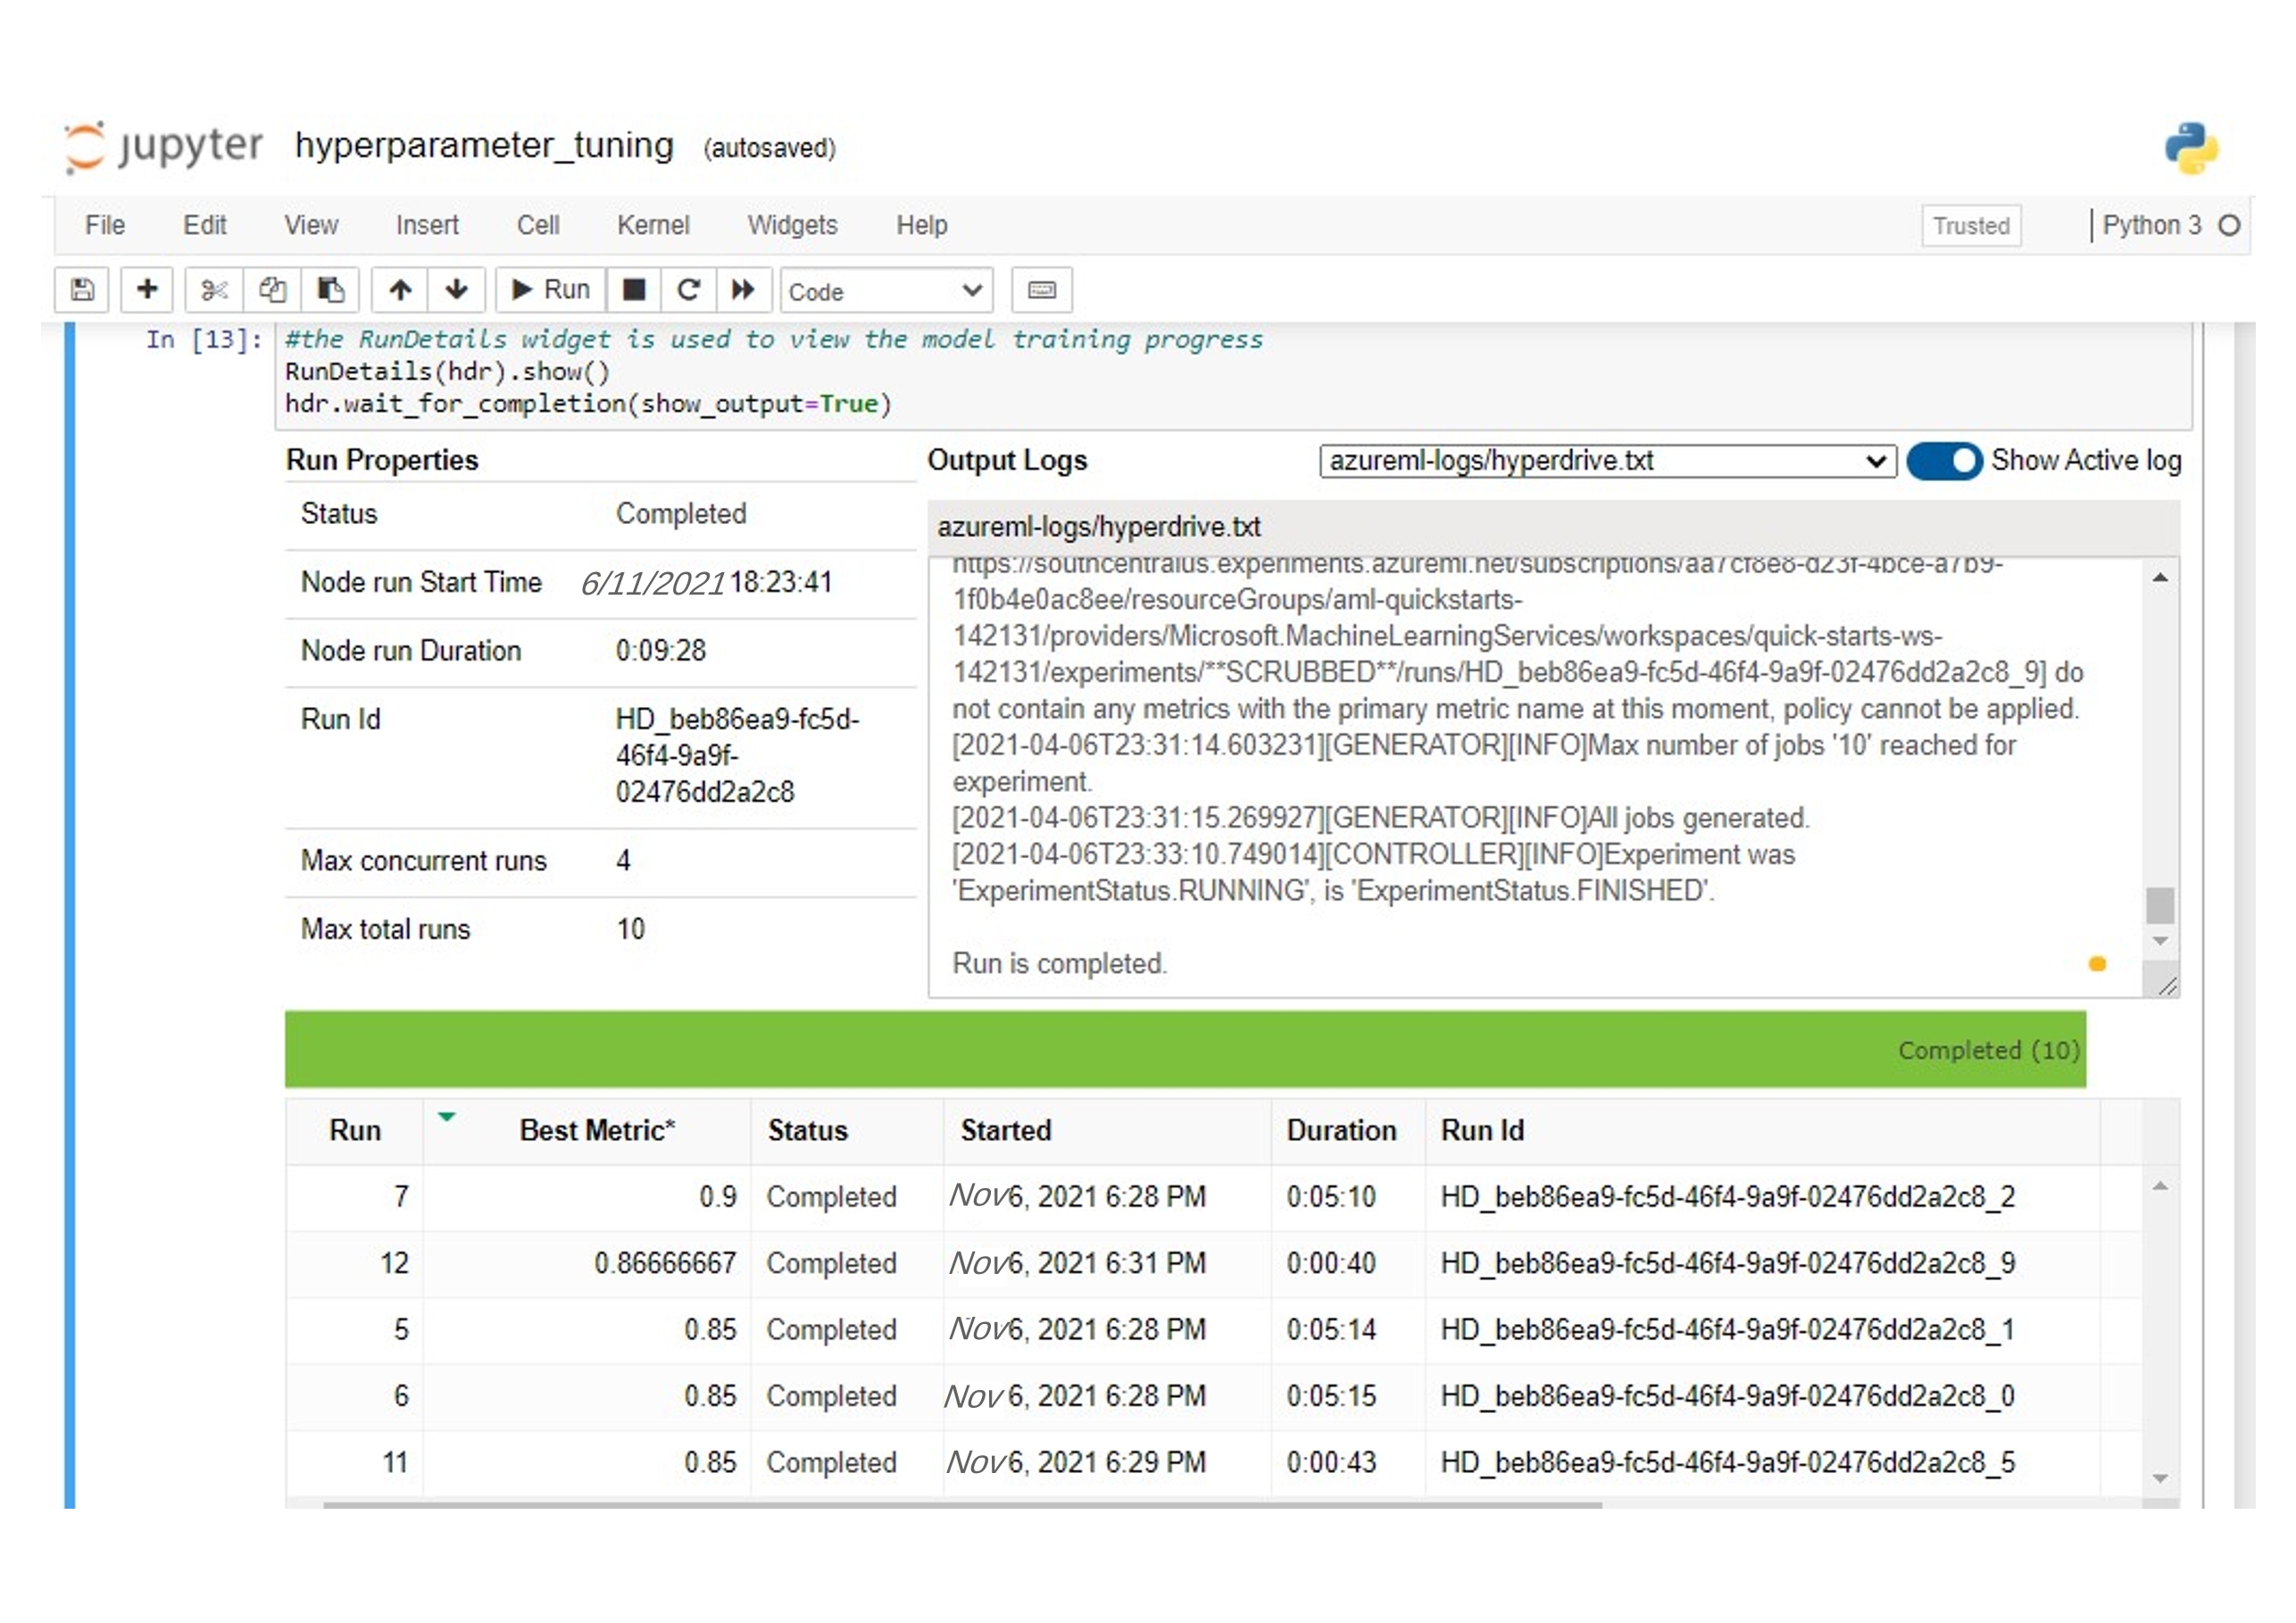 jupyter hyperparameter_tuning (autosaved)
File Edit View Insert Cell Kernel Widgets Help Trusted Python 3
Run Code
In [13]: #the RunDetails widget is used to view the model training progress
RunDetails(hdr).show()
hdr.wait_for_completion(show_output=True)
Run Properties
Status Completed
Node run Start Time 6/11/2021 18:23:41
Node run Duration 0:09:28
Run Id HD_beb86ea9-fc5d-
46f4-9a9f-
02476dd2a2c8
Max concurrent runs 4
Max total runs 10
Output Logs azureml-logs/hyperdrive.txt Show Active log
azureml-logs/hyperdrive.txt
https://southcentralus.experiments.azureml.net/subscriptions/aa7cf8e8-d23f-4bce-a7b9-
1f0b4e0ac8ee/resourceGroups/aml-quickstarts-
142131/providers/Microsoft.MachineLearningServices/workspaces/quick-starts-ws-
142131/experiments/**SCRUBBED**/runs/HD_beb86ea9-fc5d-46f4-9a9f-02476dd2a2c8_9] do
not contain any metrics with the primary metric name at this moment, policy cannot be applied.
[2021-04-06T23:31:14.603231][GENERATOR][INFO]Max number of jobs '10' reached for
experiment.
[2021-04-06T23:31:15.269927][GENERATOR][INFO]All jobs generated.
[2021-04-06T23:33:10.749014][CONTROLLER][INFO]Experiment was
'ExperimentStatus.RUNNING', is 'ExperimentStatus.FINISHED'.
Run is completed.
Completed (10)
Run Best Metric* Status Started Duration Run Id
7 0.9 Completed Nov 6, 2021 6:28 PM 0:05:10 HD_beb86ea9-fc5d-46f4-9a9f-02476dd2a2c8_2
12 0.86666667 Completed Nov 6, 2021 6:31 PM 0:00:40 HD_beb86ea9-fc5d-46f4-9a9f-02476dd2a2c8_9
5 0.85 Completed Nov 6, 2021 6:28 PM 0:05:14 HD_beb86ea9-fc5d-46f4-9a9f-02476dd2a2c8_1
6 0.85 Completed Nov 6, 2021 6:28 PM 0:05:15 HD_beb86ea9-fc5d-46f4-9a9f-02476dd2a2c8_0
11 0.85 Completed Nov 6, 2021 6:29 PM 0:00:43 HD_beb86ea9-fc5d-46f4-9a9f-02476dd2a2c8_5